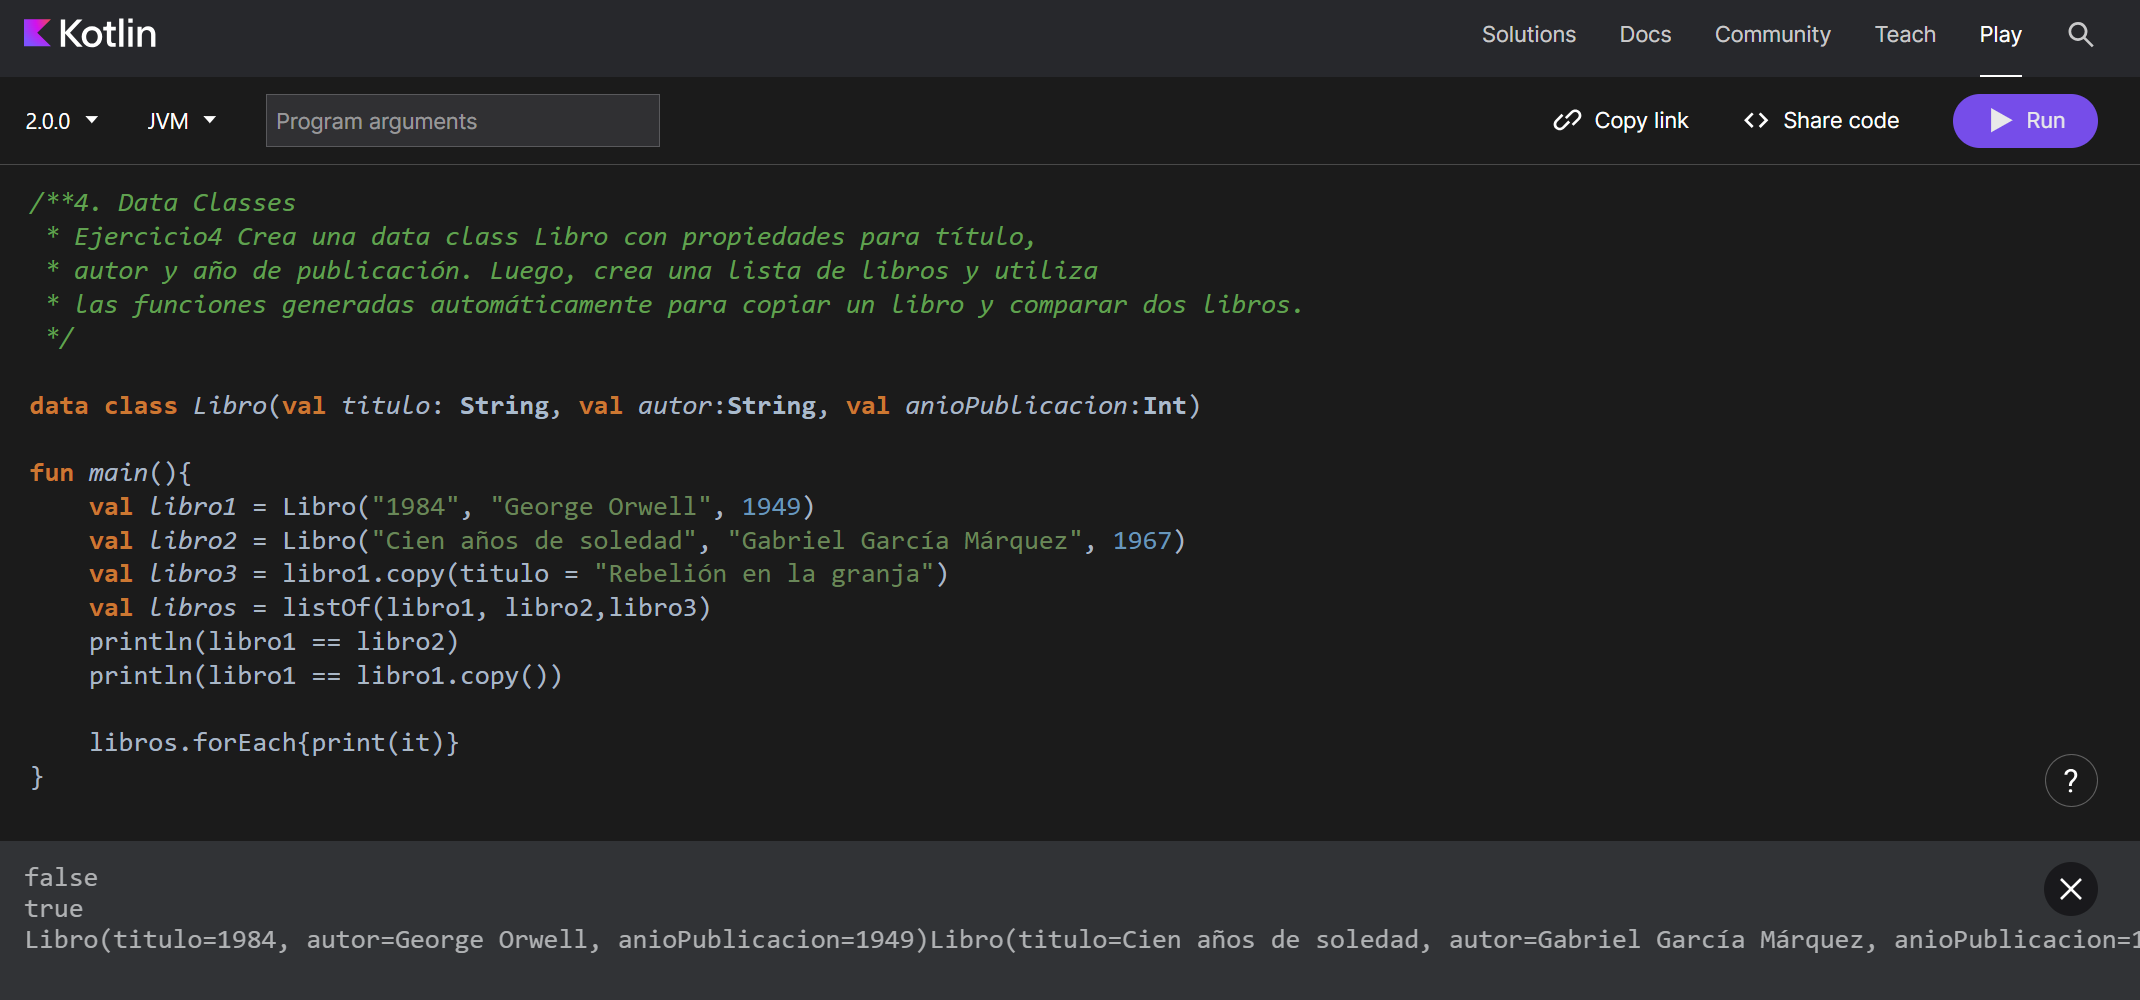 Kotlin
Solutions Docs Community Teach Play
2.0.0 JVM Program arguments Copy link <> Share code Run
/**4. Data Classes
 * Ejercicio4 Crea una data class Libro con propiedades para título,
 * autor y año de publicación. Luego, crea una lista de libros y utiliza
 * las funciones generadas automáticamente para copiar un libro y comparar dos libros.
 */
data class Libro(val titulo: String, val autor:String, val anioPublicacion:Int)
fun main(){
    val libro1 = Libro("1984", "George Orwell", 1949)
    val libro2 = Libro("Cien años de soledad", "Gabriel García Márquez", 1967)
    val libro3 = libro1.copy(titulo = "Rebelión en la granja")
    val libros = listOf(libro1, libro2,libro3)
    println(libro1 == libro2)
    println(libro1 == libro1.copy())
    libros.forEach{print(it)}
}
?
false
true
Libro(titulo=1984, autor=George Orwell, anioPublicacion=1949)Libro(titulo=Cien años de soledad, autor=Gabriel García Márquez, anioPublicacion=1